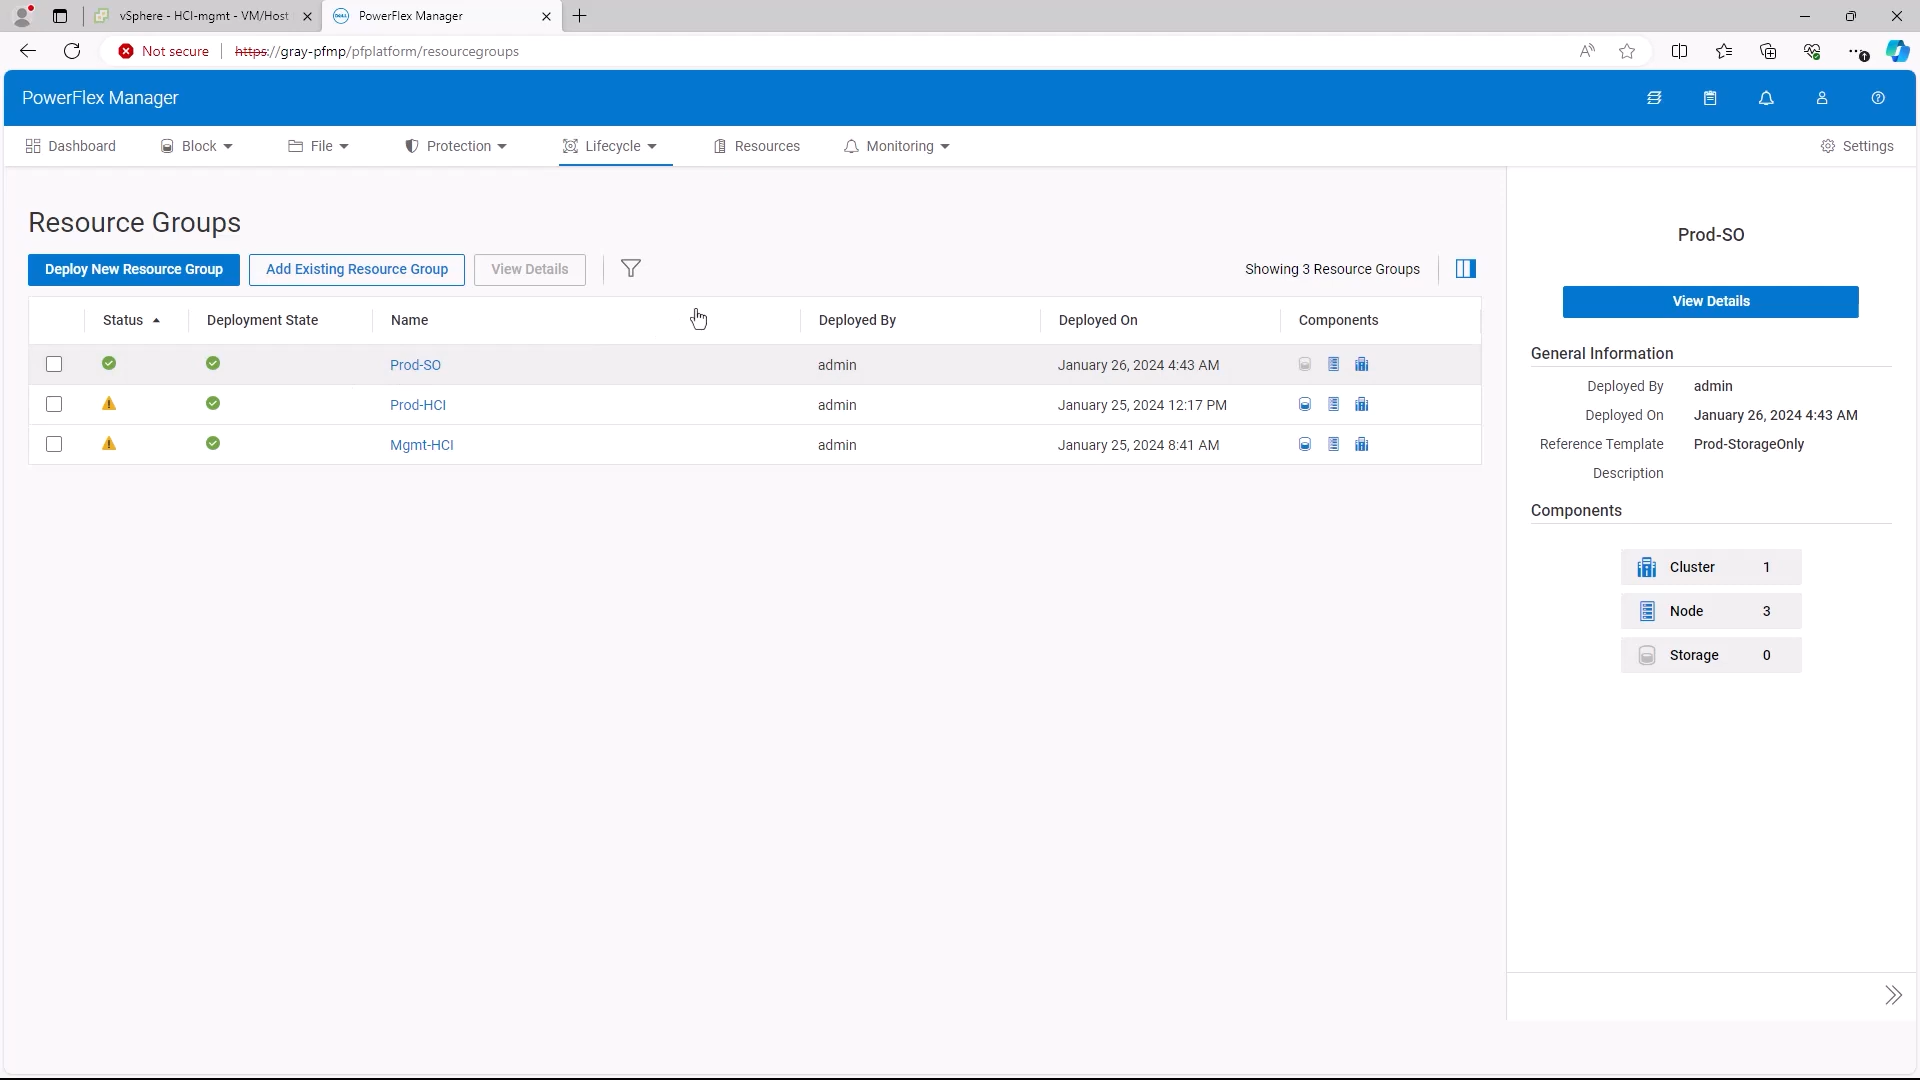 vSphere - HCI-mgmt - VM/Host
PowerFlex Manager
Not secure
https://gray-pfmp/pfplatform/resourcegroups
PowerFlex Manager
Dashboard
Block
File
Protection
Lifecycle
Resources
Monitoring
Settings
Resource Groups
Deploy New Resource Group
Add Existing Resource Group
View Details
Showing 3 Resource Groups
Status
Deployment State
Name
Deployed By
Deployed On
Components
Prod-SO
admin
January 26, 2024 4:43 AM
Prod-HCI
admin
January 25, 2024 12:17 PM
Mgmt-HCI
admin
January 25, 2024 8:41 AM
Prod-SO
View Details
General Information
Deployed By admin
Deployed On January 26, 2024 4:43 AM
Reference Template Prod-StorageOnly
Description
Components
Cluster 1
Node 3
Storage 0